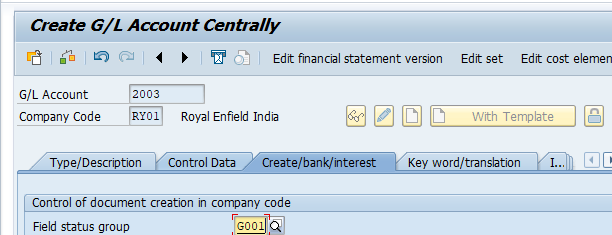 Create G/L Account Centrally
Edit financial statement version Edit set Edit cost elemen
G/L Account 2003
Company Code RY01 Royal Enfield India With Template
Type/Description Control Data Create/bank/interest Key word/translation I...
Control of document creation in company code
Field status group G001